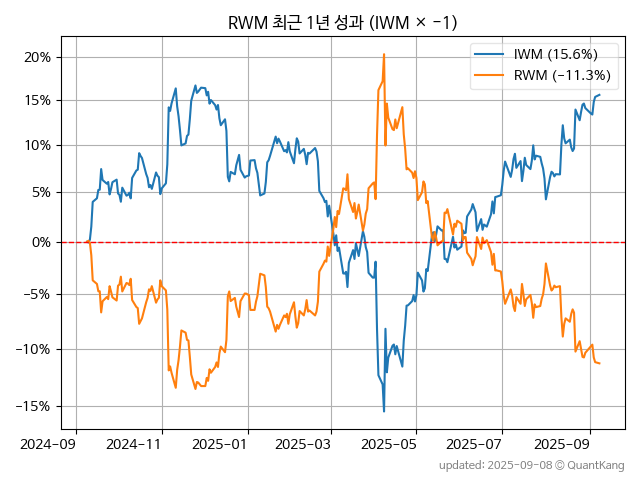 RWM 최근 1년 성과 (IWM × −1)
IWM (15.6%)
RWM (−11.3%)
20%
15%
10%
5%
0%
−5%
−10%
−15%
2024-09 2024-11 2025-01 2025-03 2025-05 2025-07 2025-09
updated: 2025-09-08 © QuantKang